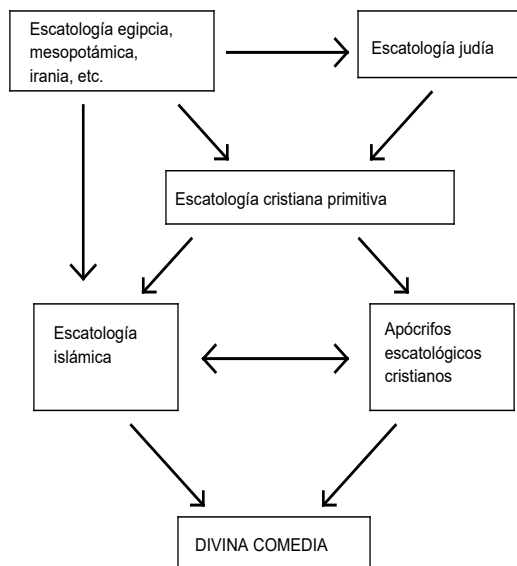 Escatología egipcia,
mesopotámica,
irania, etc.
Escatología judía
Escatología cristiana primitiva
Escatología
islámica
Apócrifos
escatológicos
cristianos
DIVINA COMEDIA